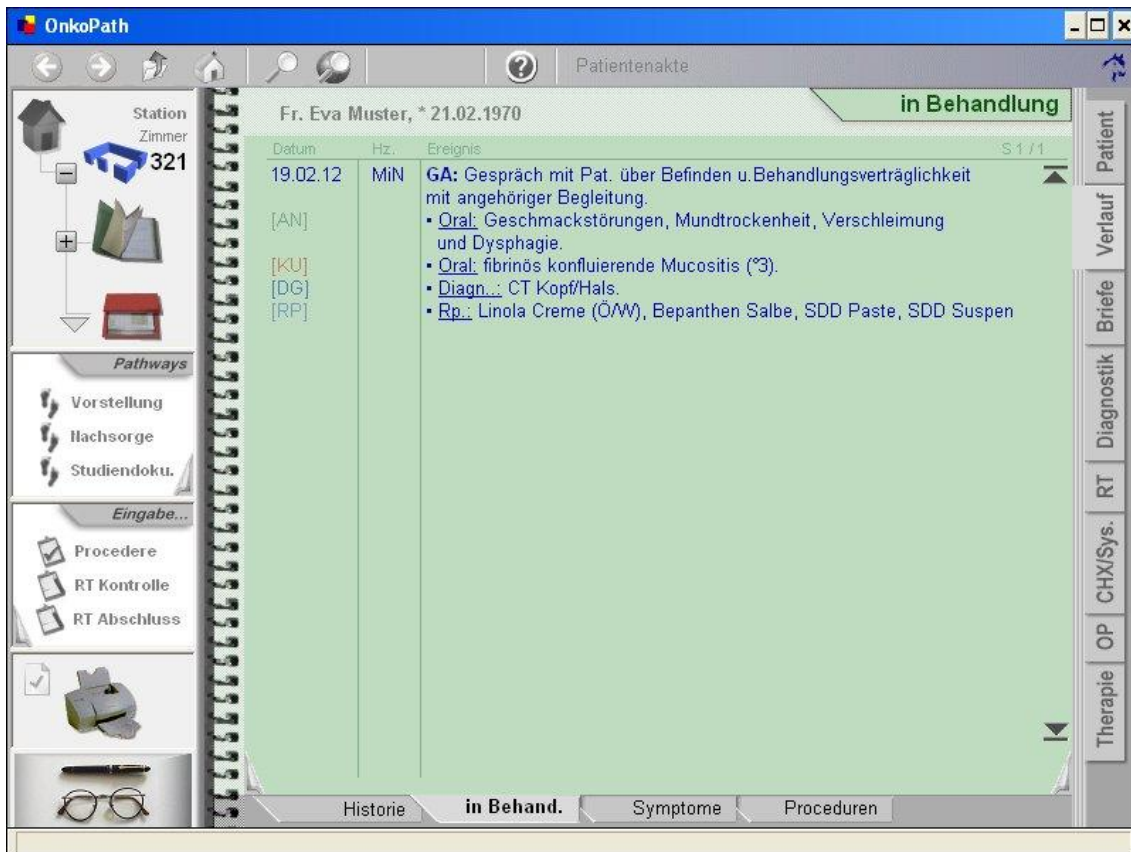 OnkoPath
Patientenakte
Station
Zimmer
321
Pathways
Vorstellung
Nachsorge
Studiendoku.
Eingabe...
Procedere
RT Kontrolle
RT Abschluss
Fr. Eva Muster, * 21.02.1970
in Behandlung
Datum Hz. Ereignis S 1 / 1
19.02.12 MiN GA: Gespräch mit Pat. über Befinden u.Behandlungsverträglichkeit
mit angehöriger Begleitung.
[AN] ▪ Oral: Geschmackstörungen, Mundtrockenheit, Verschleimung
und Dysphagie.
[KU] ▪ Oral: fibrinös konfluierende Mucositis (°3).
[DG] ▪ Diagn..: CT Kopf/Hals.
[RP] ▪ Rp.: Linola Creme (Ö/W), Bepanthen Salbe, SDD Paste, SDD Suspen
Historie in Behand. Symptome Proceduren
Patient
Verlauf
Briefe
Diagnostik
RT
CHX/Sys.
OP
Therapie